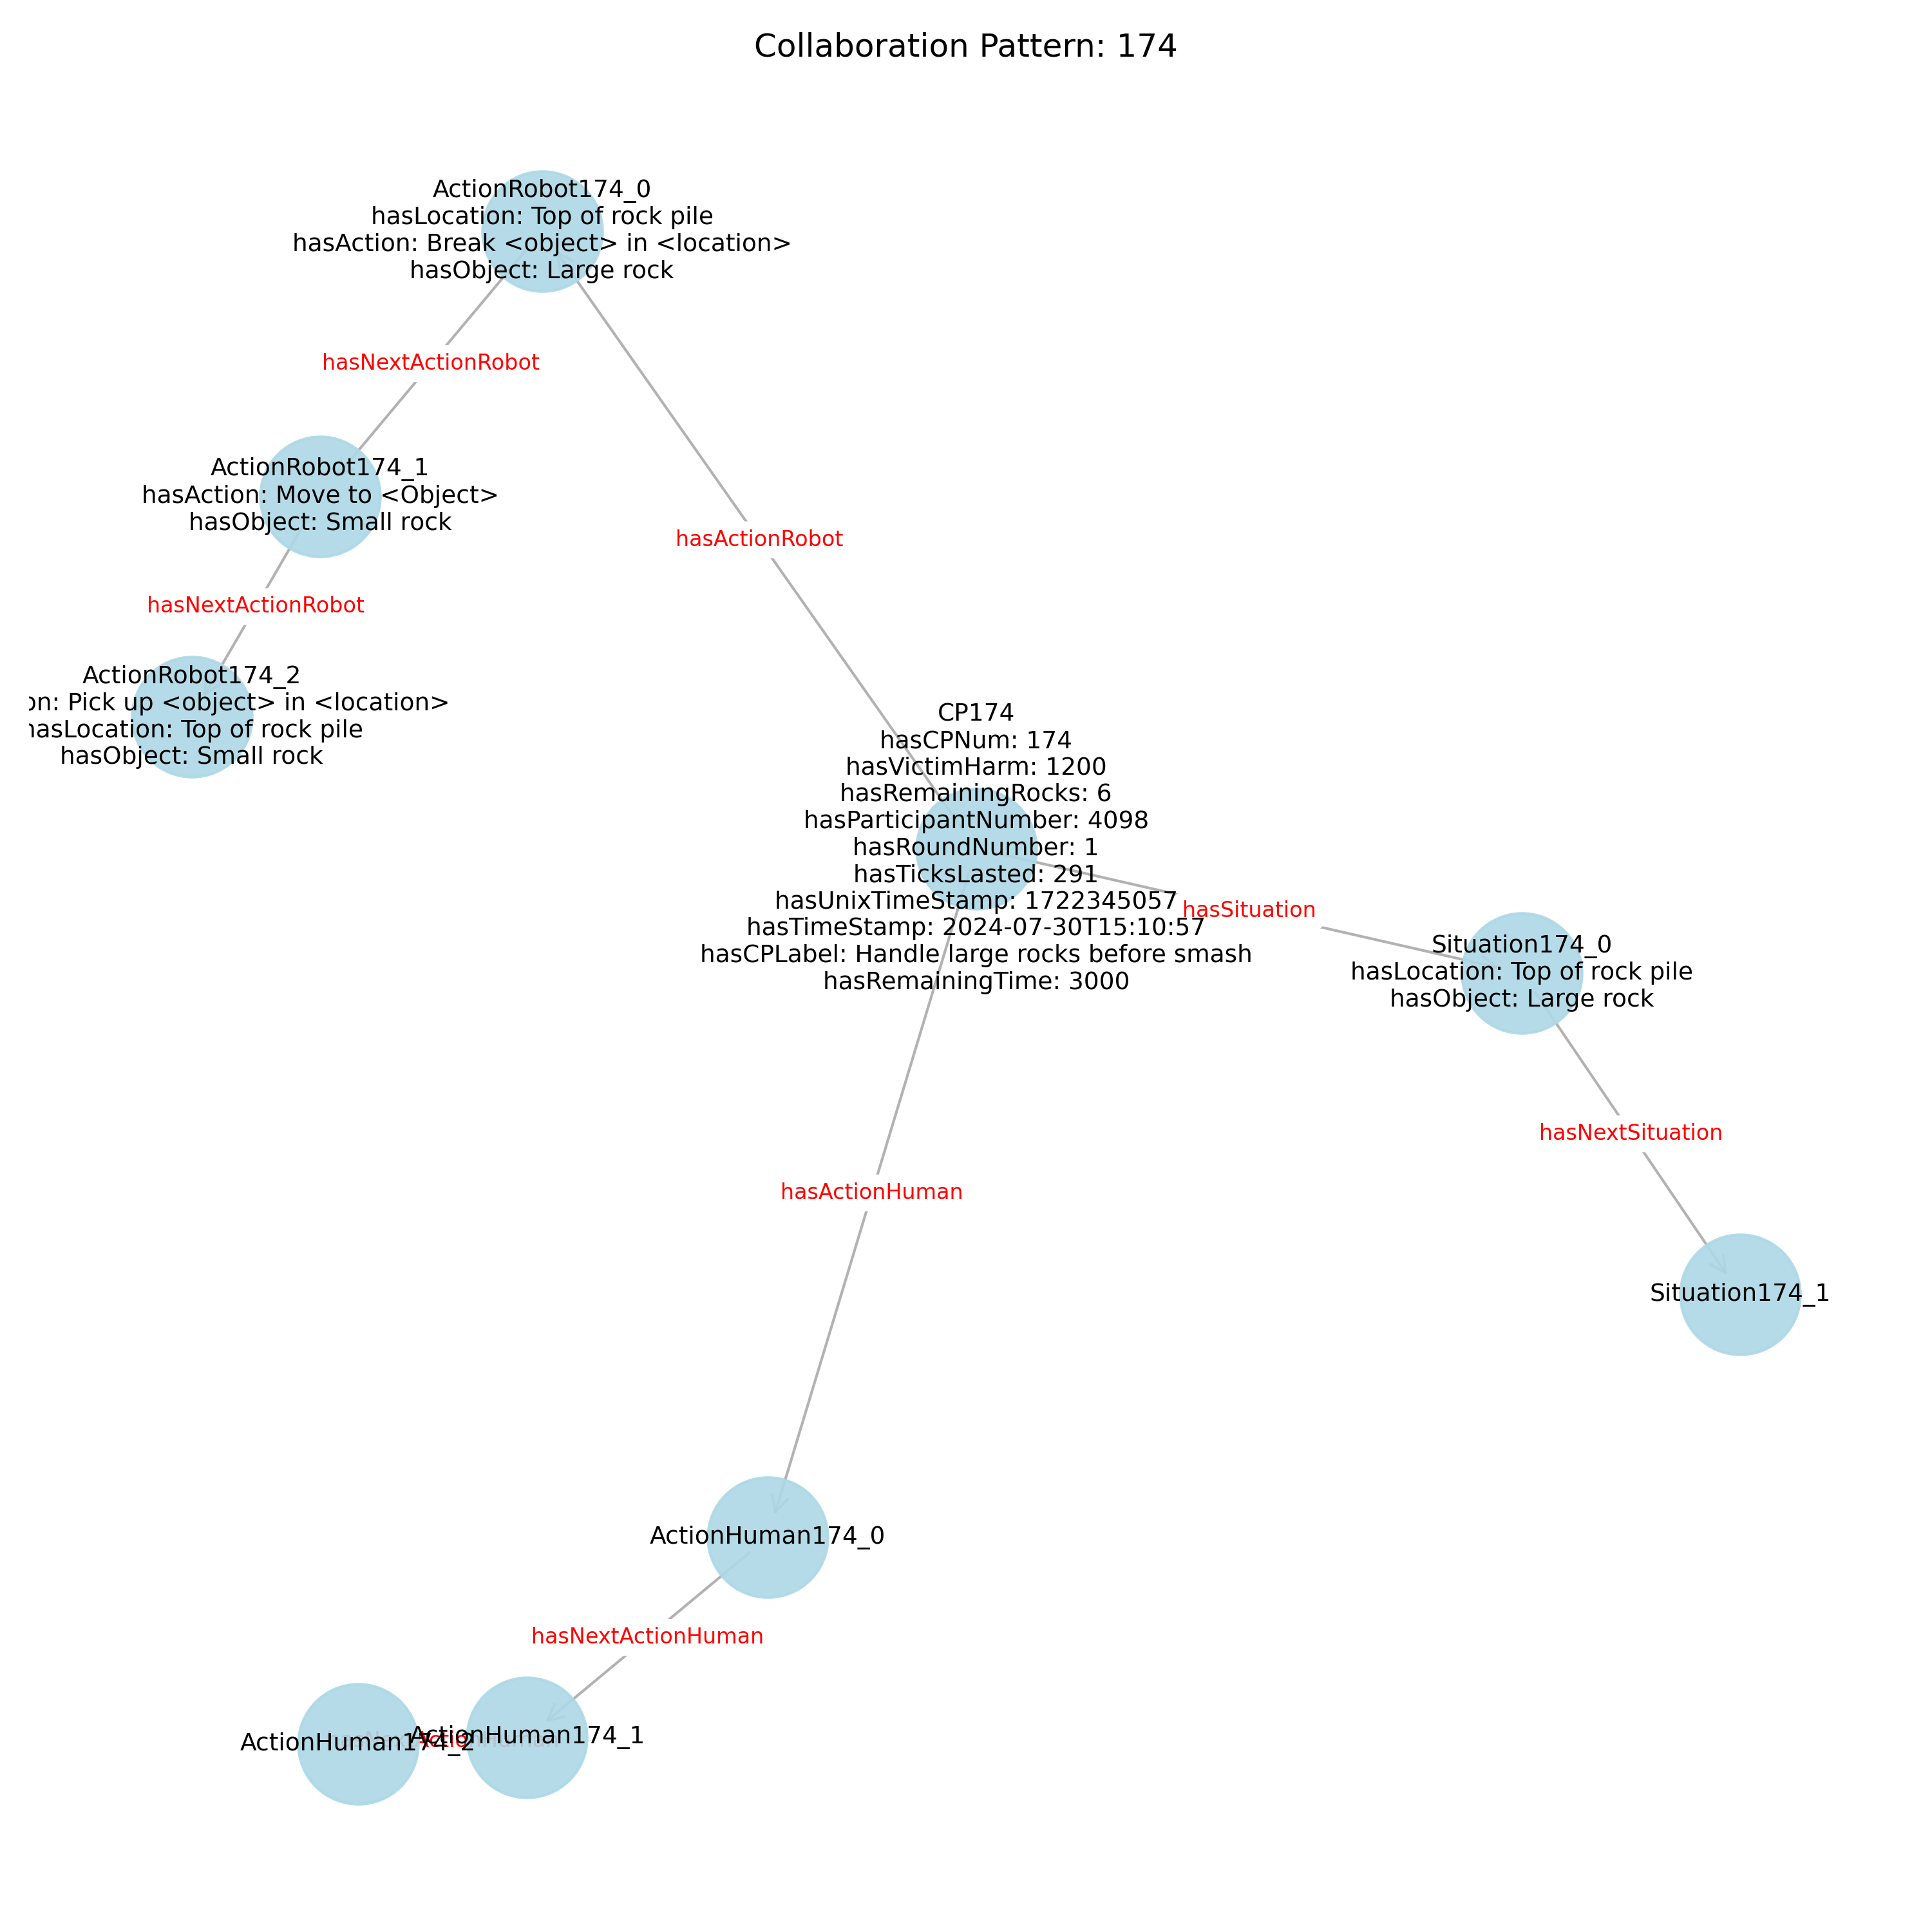 Collaboration Pattern: 174
ActionRobot174_0
hasLocation: Top of rock pile
hasAction: Break <object> in <location>
hasObject: Large rock
hasNextActionRobot
ActionRobot174_1
hasAction: Move to <Object>
hasObject: Small rock
hasActionRobot
hasNextActionRobot
ActionRobot174_2
on: Pick up <object> in <location>
hasLocation: Top of rock pile
hasObject: Small rock
CP174
hasCPNum: 174
hasVictimHarm: 1200
hasRemainingRocks: 6
hasParticipantNumber: 4098
hasRoundNumber: 1
hasTicksLasted: 291
hasUnixTimeStamp: 1722345057
hasTimeStamp: 2024-07-30T15:10:57
hasCPLabel: Handle large rocks before smash
hasRemainingTime: 3000
hasSituation
Situation174_0
hasLocation: Top of rock pile
hasObject: Large rock
hasNextSituation
hasActionHuman
Situation174_1
ActionHuman174_0
hasNextActionHuman
ActionHuman174_1
ActionHuman174_2